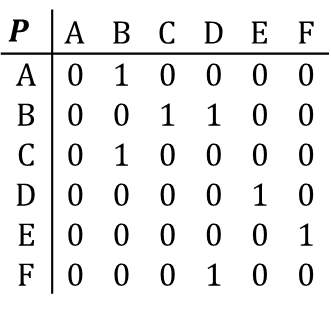 P A B C D E F
A 0 1 0 0 0 0
B 0 0 1 1 0 0
C 0 1 0 0 0 0
D 0 0 0 0 1 0
E 0 0 0 0 0 1
F 0 0 0 1 0 0